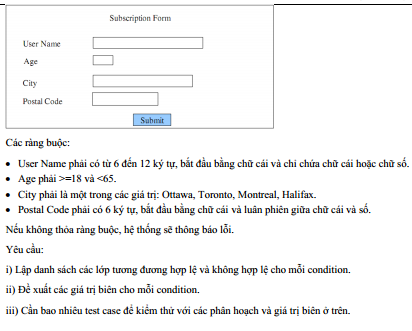 Subscription Form
User Name
Age
City
Postal Code
Submit
Các ràng buộc:
• User Name phải có từ 6 đến 12 ký tự, bắt đầu bằng chữ cái và chỉ chứa chữ cái hoặc chữ số.
• Age phải >=18 và <65.
• City phải là một trong các giá trị: Ottawa, Toronto, Montreal, Halifax.
• Postal Code phải có 6 ký tự, bắt đầu bằng chữ cái và luân phiên giữa chữ cái và số.
Nếu không thỏa ràng buộc, hệ thống sẽ thông báo lỗi.
Yêu cầu:
i) Lập danh sách các lớp tương đương hợp lệ và không hợp lệ cho mỗi condition.
ii) Đề xuất các giá trị biên cho mỗi condition.
iii) Cần bao nhiêu test case để kiểm thử với các phân hoạch và giá trị biên ở trên.